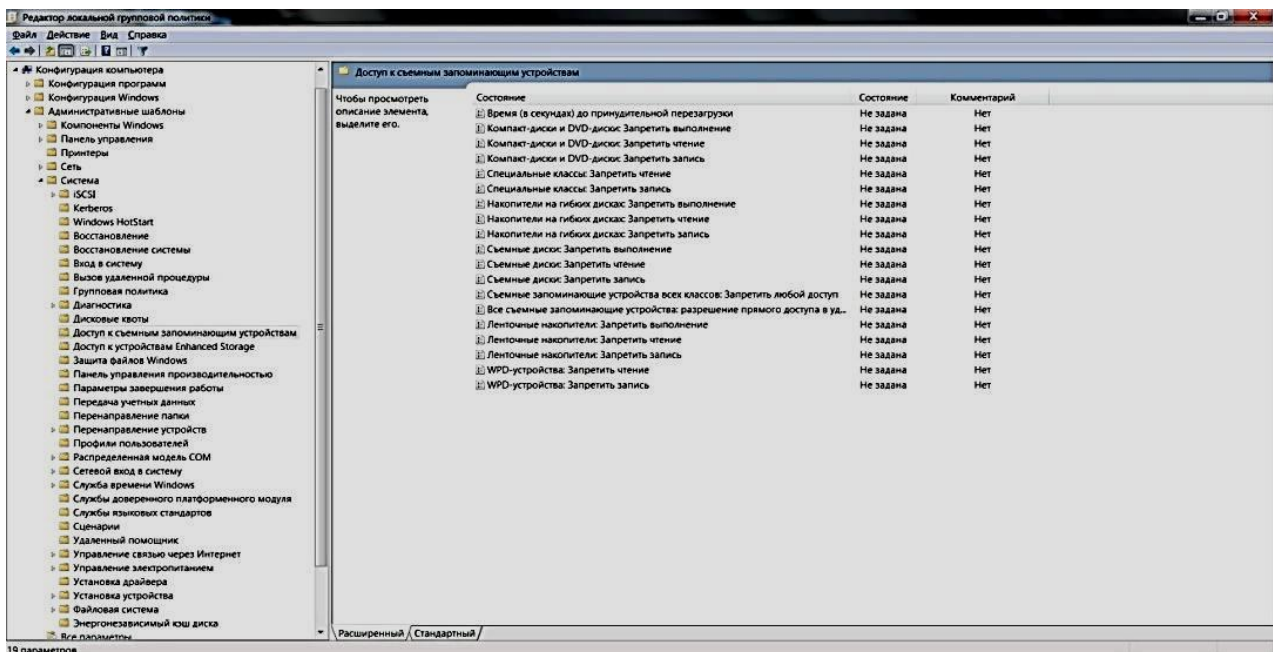 Редактор локальной групповой политики
Файл Действие Вид Справка
Конфигурация компьютера
Конфигурация программ
Конфигурация Windows
Административные шаблоны
Компоненты Windows
Панель управления
Принтеры
Сеть
Система
iSCSI
Kerberos
Windows HotStart
Восстановление
Восстановление системы
Вход в систему
Вызов удаленной процедуры
Групповая политика
Диагностика
Дисковые квоты
Доступ к съемным запоминающим устройствам
Доступ к устройствам Enhanced Storage
Защита файлов Windows
Панель управления производительностью
Параметры завершения работы
Передача учетных данных
Перенаправление папки
Перенаправление устройств
Профили пользователей
Распределенная модель COM
Сетевой вход в систему
Служба времени Windows
Службы доверенного платформенного модуля
Службы языковых стандартов
Сценарии
Удаленный помощник
Управление связью через Интернет
Управление электропитанием
Установка драйвера
Установка устройства
Файловая система
Энергонезависимый кэш диска
Все параметры
Доступ к съемным запоминающим устройствам
Чтобы просмотреть
описание элемента,
выделите его.
Состояние Состояние Комментарий
Время (в секундах) до принудительной перезагрузки Не задана Нет
Компакт-диски и DVD-диски: Запретить выполнение Не задана Нет
Компакт-диски и DVD-диски: Запретить чтение Не задана Нет
Компакт-диски и DVD-диски: Запретить запись Не задана Нет
Специальные классы: Запретить чтение Не задана Нет
Специальные классы: Запретить запись Не задана Нет
Накопители на гибких дисках: Запретить выполнение Не задана Нет
Накопители на гибких дисках: Запретить чтение Не задана Нет
Накопители на гибких дисках: Запретить запись Не задана Нет
Съемные диски: Запретить выполнение Не задана Нет
Съемные диски: Запретить чтение Не задана Нет
Съемные диски: Запретить запись Не задана Нет
Съемные запоминающие устройства всех классов: Запретить любой доступ Не задана Нет
Все съемные запоминающие устройства: разрешение прямого доступа в уд... Не задана Нет
Ленточные накопители: Запретить выполнение Не задана Нет
Ленточные накопители: Запретить чтение Не задана Нет
Ленточные накопители: Запретить запись Не задана Нет
WPD-устройства: Запретить чтение Не задана Нет
WPD-устройства: Запретить запись Не задана Нет
Расширенный Стандартный
19 параметров